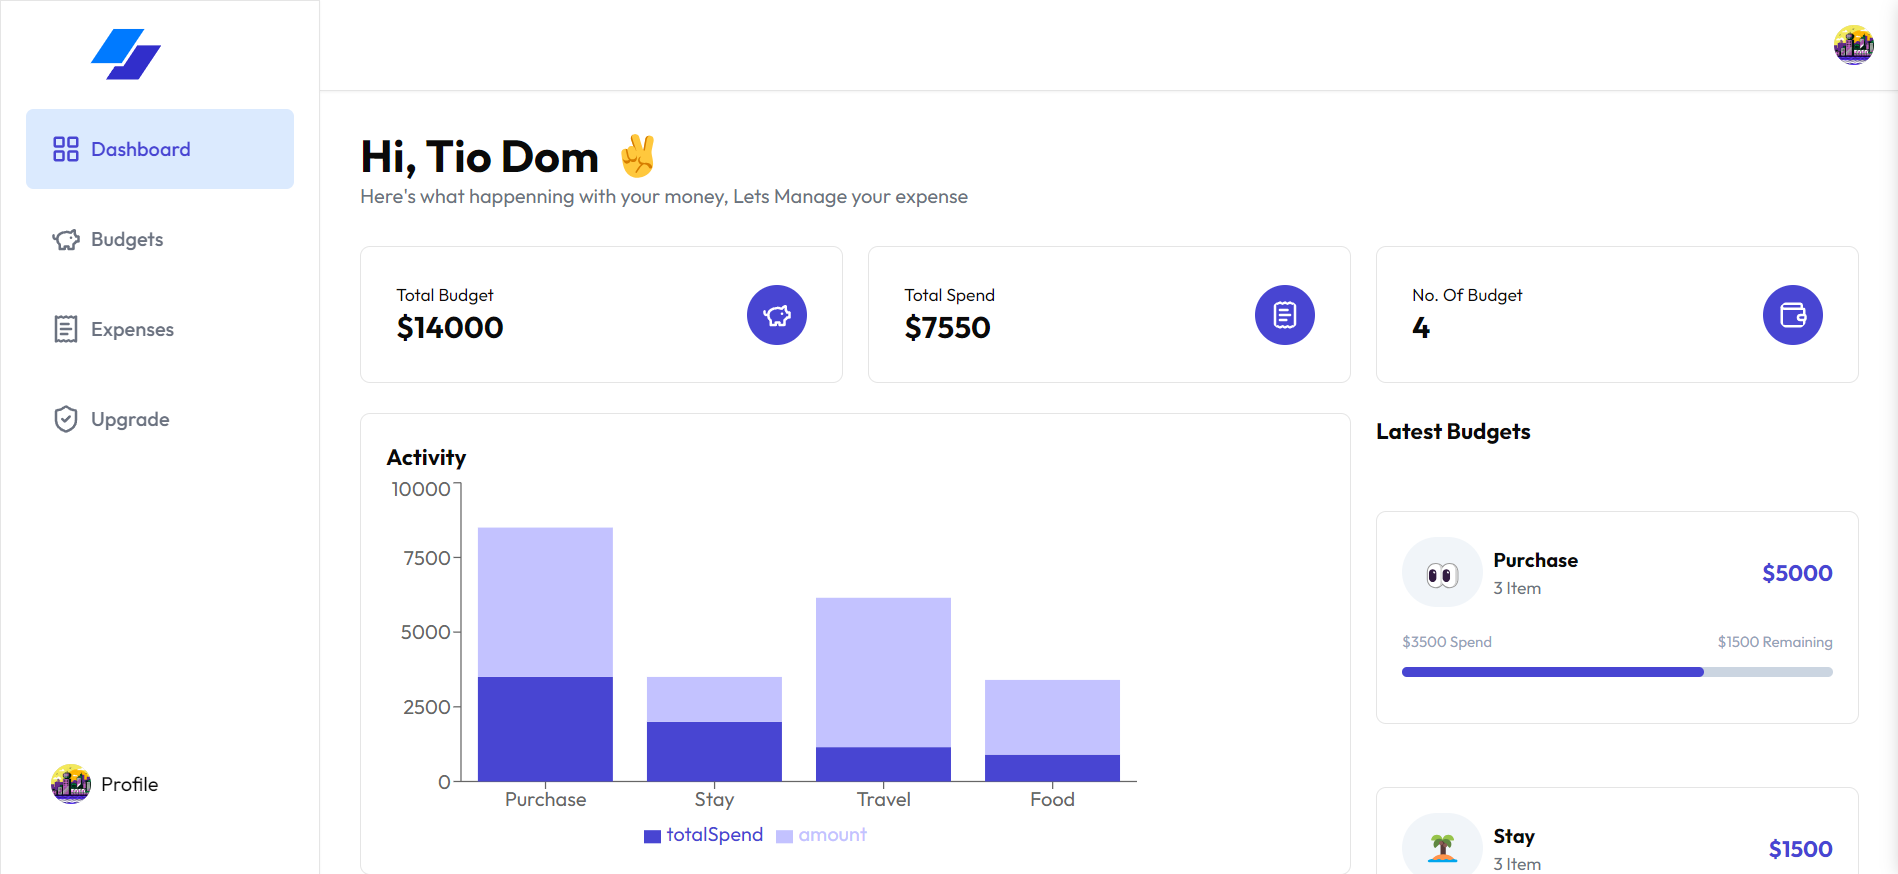 Dashboard
Budgets
Expenses
Upgrade
Profile
Hi, Tio Dom ✌️
Here's what happenning with your money, Lets Manage your expense
Total Budget
$14000
Total Spend
$7550
No. Of Budget
4
Activity
10000
7500
5000
2500
0
Purchase
Stay
Travel
Food
totalSpend
amount
Latest Budgets
Purchase
3 Item
$5000
$3500 Spend
$1500 Remaining
Stay
3 Item
$1500